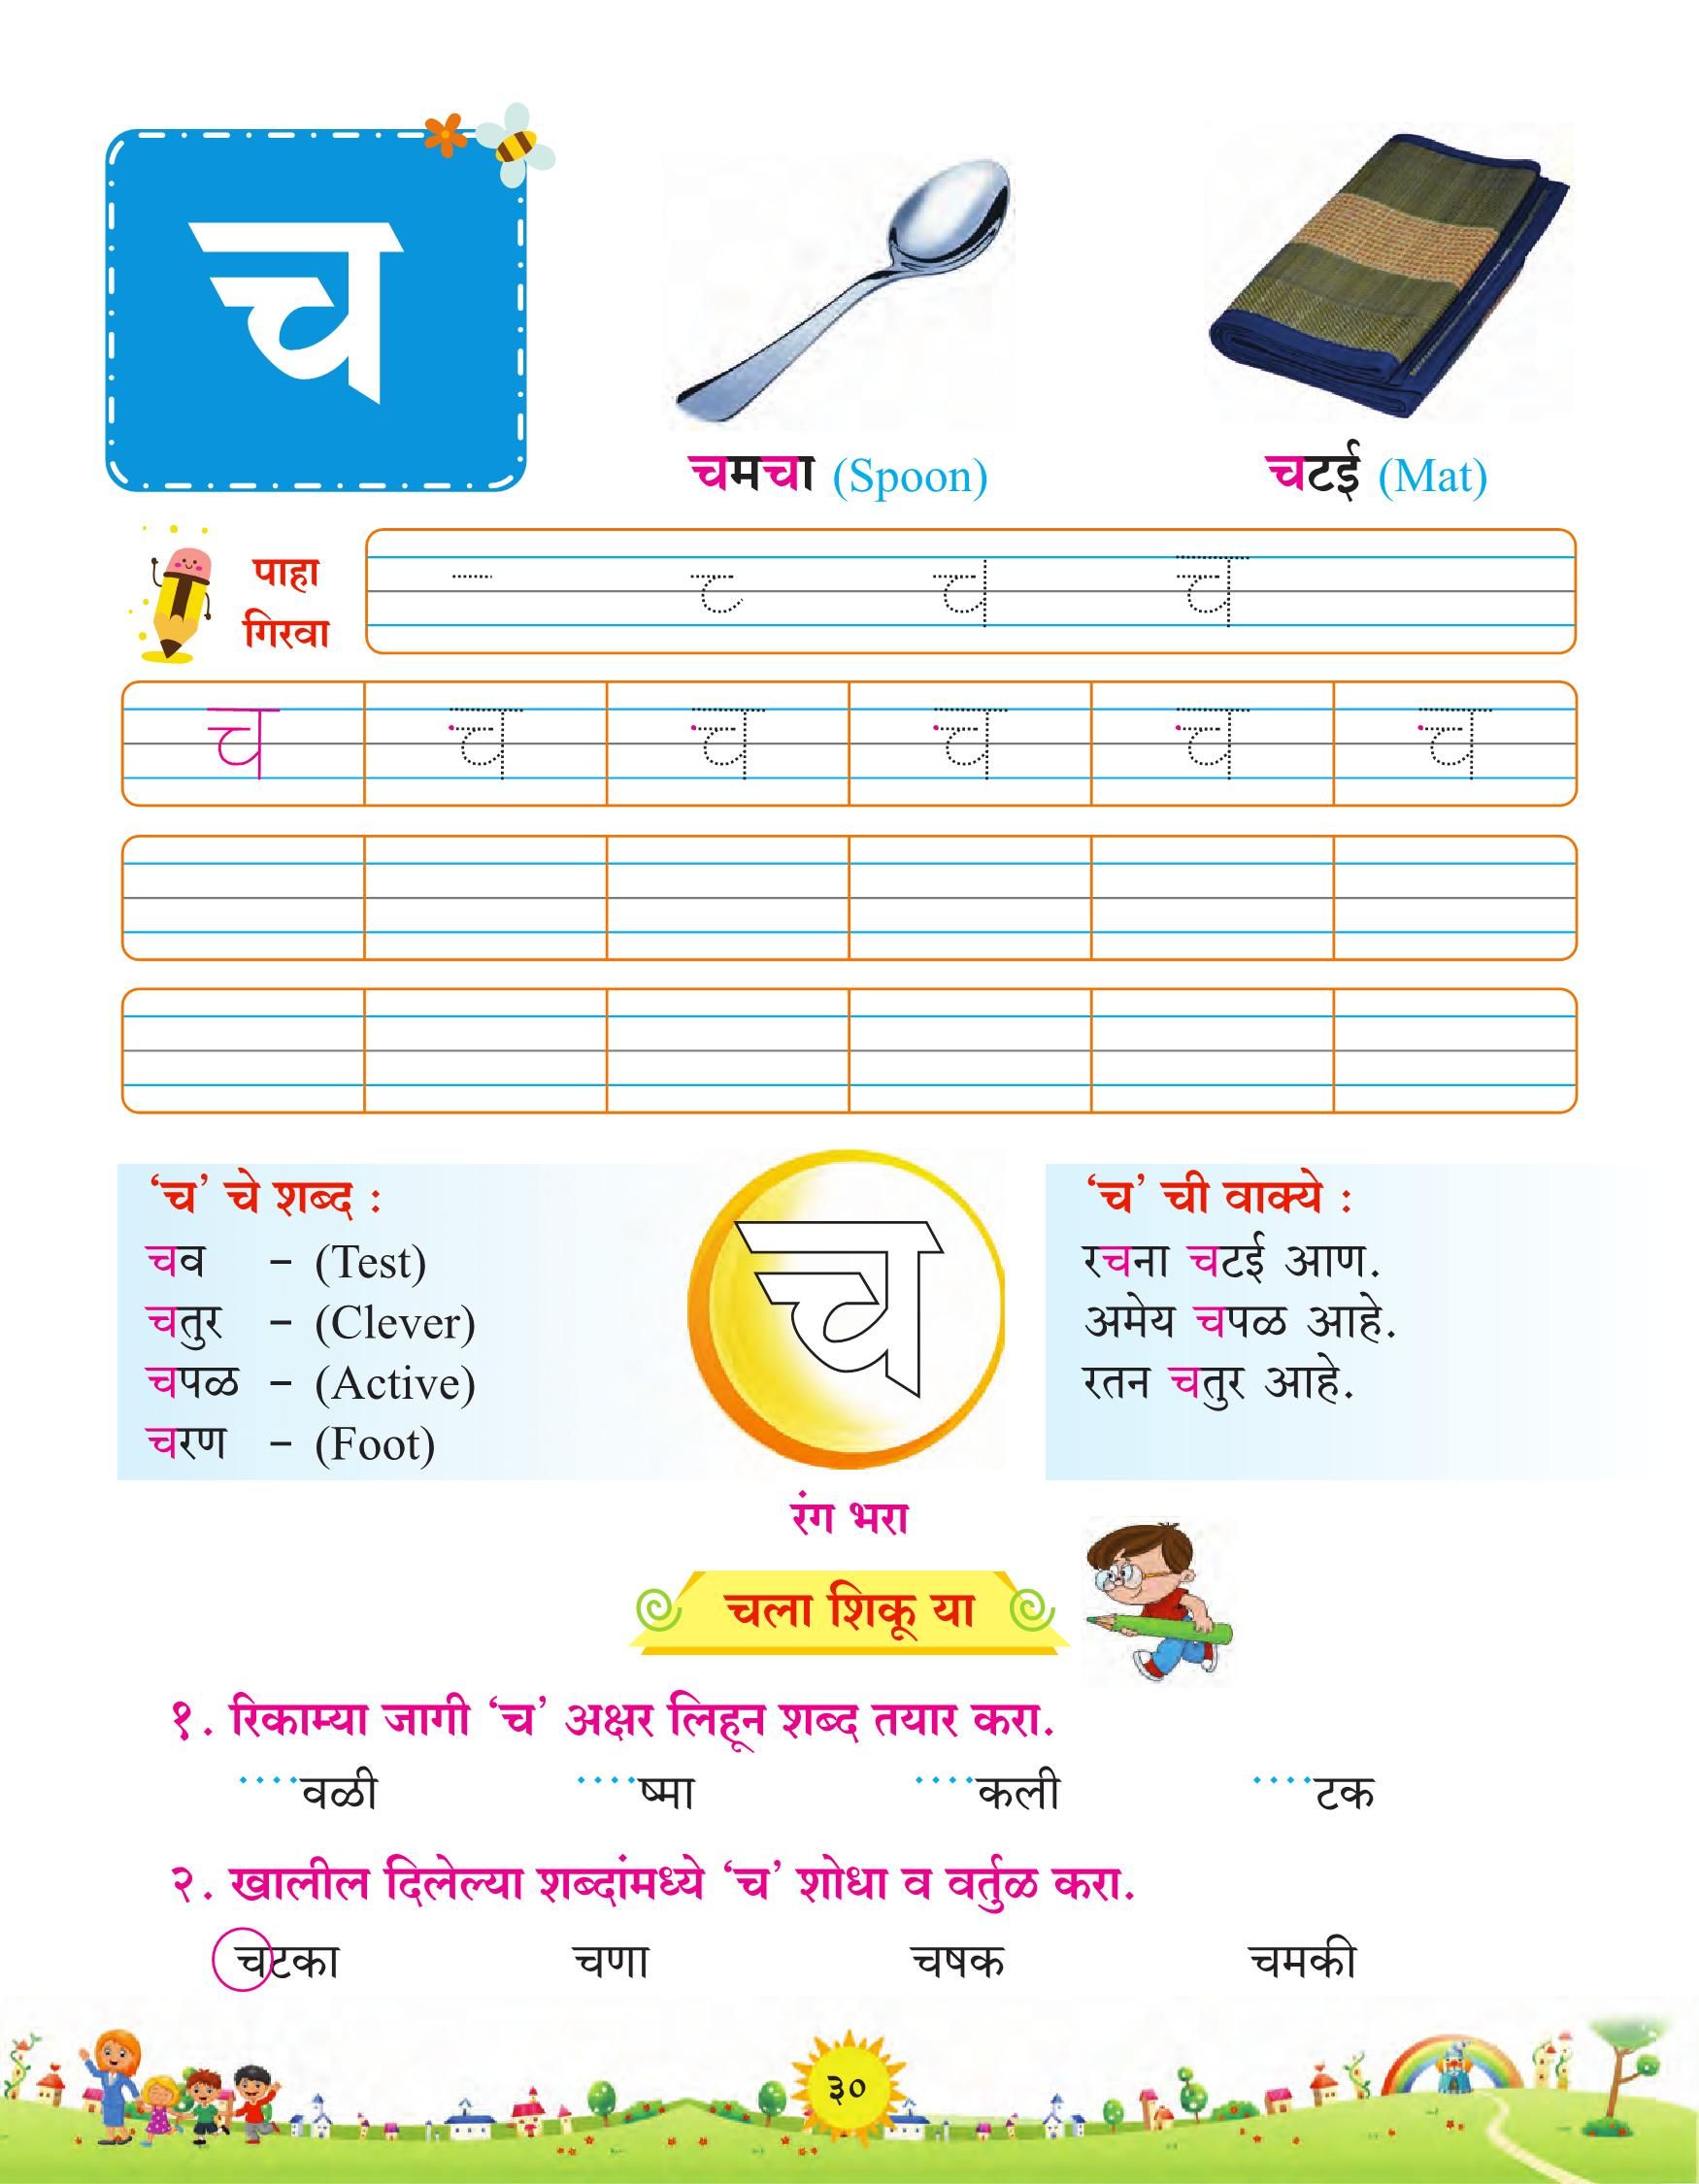 च
चमचा (Spoon)
चटई (Mat)
पाहा
गिरवा
च
च च च च च च
‘च’ चे शब्द :
चव – (Test)
चतुर – (Clever)
चपळ – (Active)
चरण – (Foot)
च
रंग भरा
‘च’ ची वाक्ये :
रचना चटई आण.
अमेय चपळ आहे.
रतन चतुर आहे.
चला शिकू या
१. रिकाम्या जागी ‘च’ अक्षर लिहून शब्द तयार करा.
....वळी ....ष्मा ....कली ....टक
२. खालील दिलेल्या शब्दांमध्ये ‘च’ शोधा व वर्तुळ करा.
चटका चणा चषक चमकी
३०